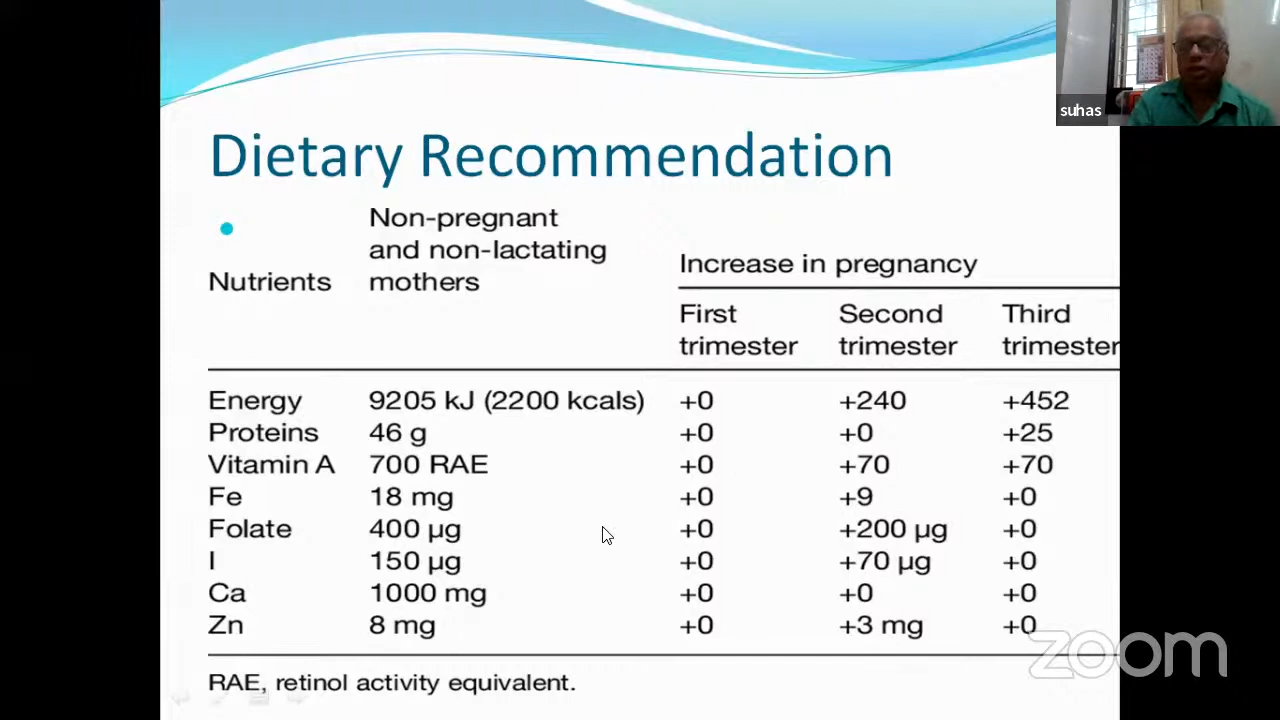 suhas
Dietary Recommendation
Non-pregnant
and non-lactating
Nutrients mothers
Increase in pregnancy
First Second Third
trimester trimester trimester
Energy 9205 kJ (2200 kcals) +0 +240 +452
Proteins 46 g +0 +0 +25
Vitamin A 700 RAE +0 +70 +70
Fe 18 mg +0 +9 +0
Folate 400 µg +0 +200 µg +0
I 150 µg +0 +70 µg +0
Ca 1000 mg +0 +0 +0
Zn 8 mg +0 +3 mg +0
RAE, retinol activity equivalent.
zoom